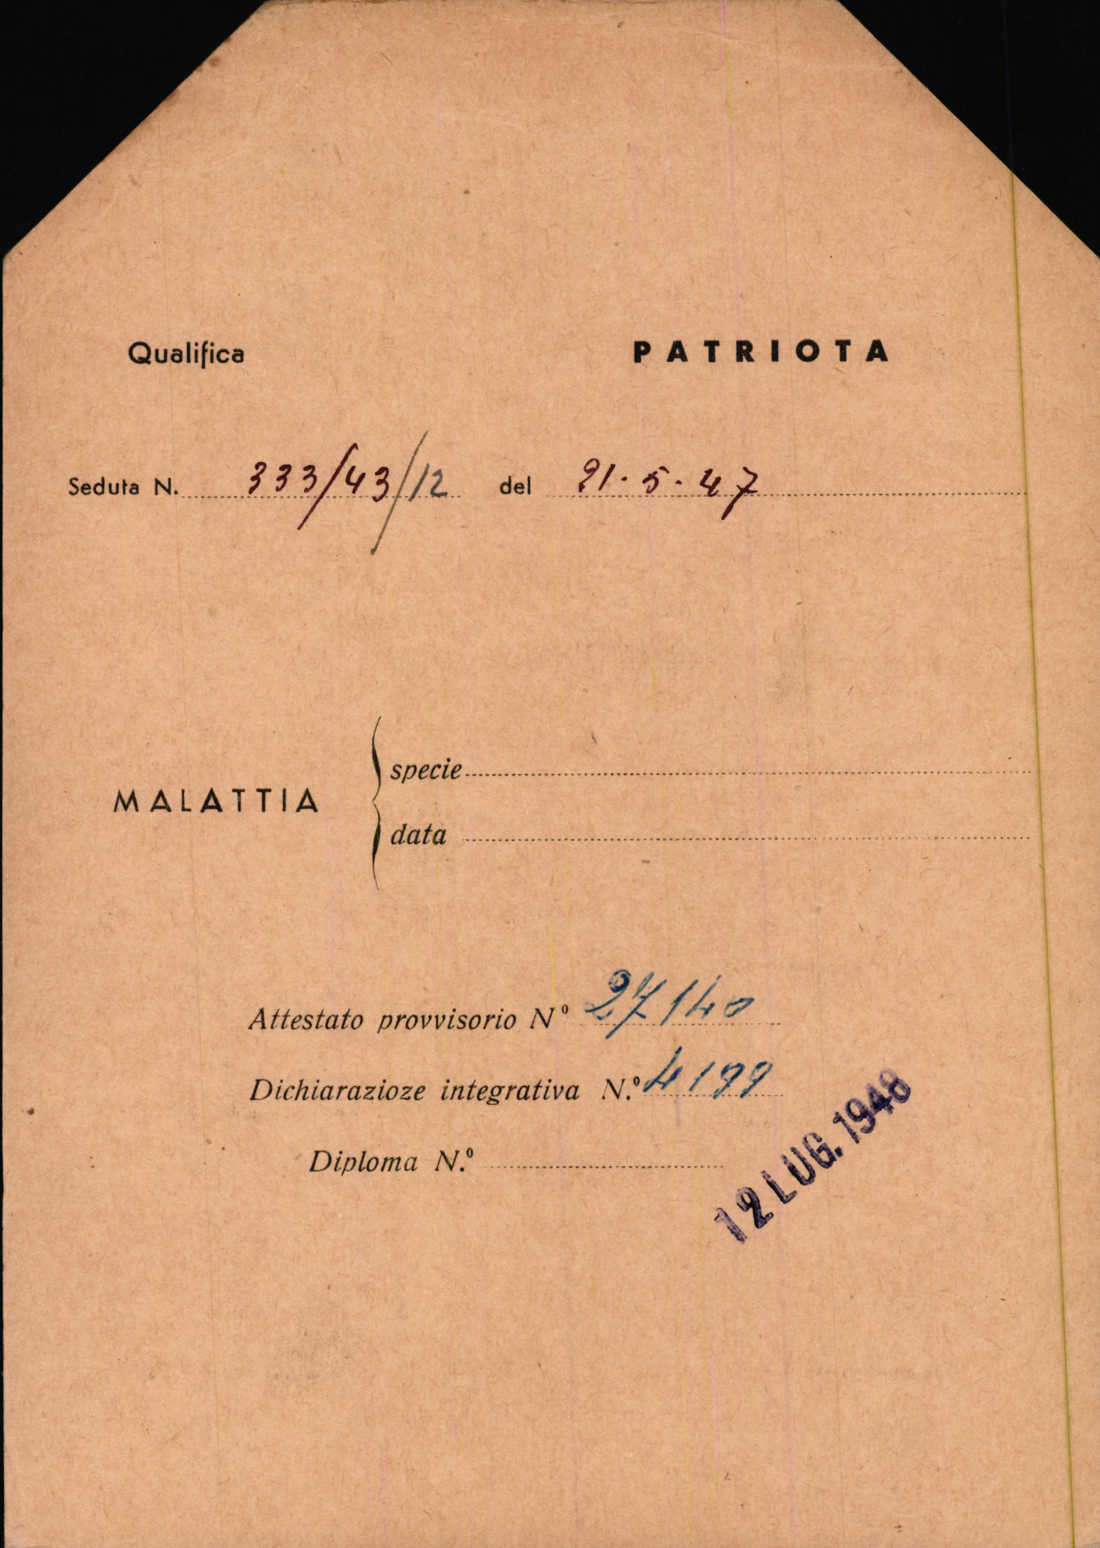 Qualifica PATRIOTA
Seduta N. 333/43/12 del 21.5.47
MALATTIA
specie
data
Attestato provvisorio N° 27140
Dichiarazioze integrativa N.° 4199
Diploma N.°
12 LUG. 1948